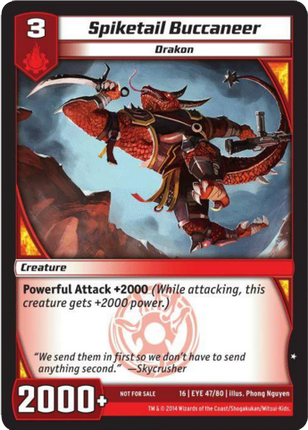 3
Spiketail Buccaneer
Drakon
Creature
Powerful Attack +2000 (While attacking, this
creature gets +2000 power.)
“We send them in first so we don’t have to send
anything second.” —Skycrusher
2000+
NOT FOR SALE
16 | EYE 47/80 | illus. Phong Nguyen
TM & © 2014 Wizards of the Coast/Shogakukan/Mitsui-Kids.